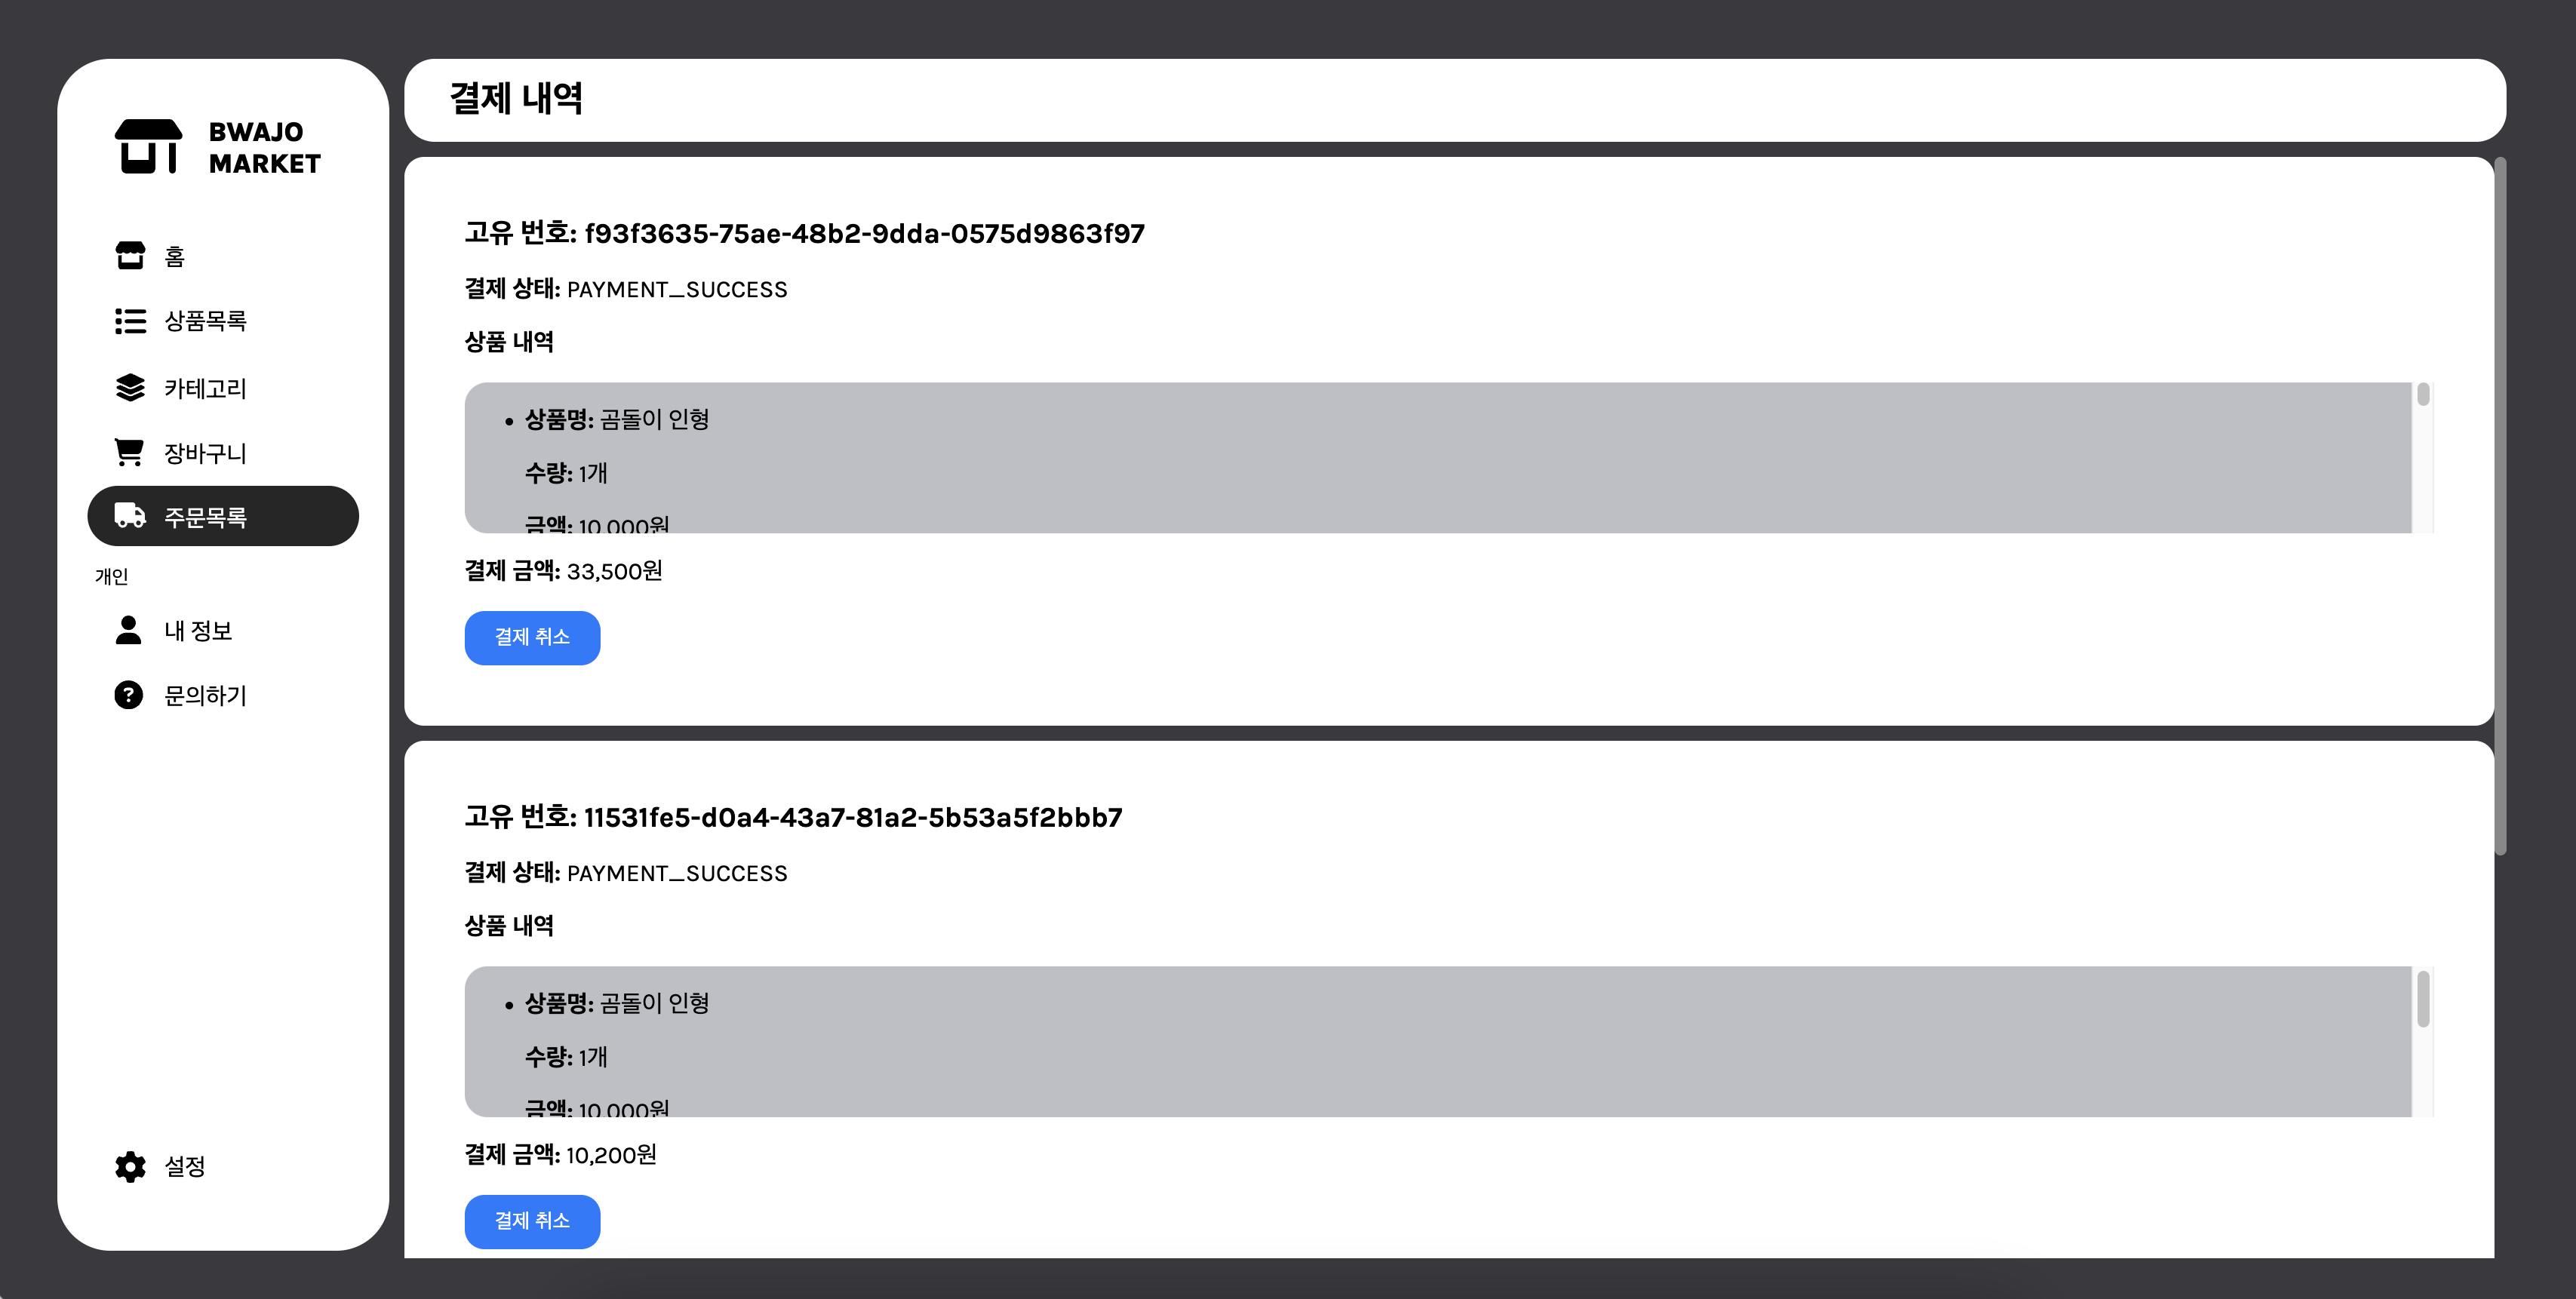 BWAJO
MARKET
홈
상품목록
카테고리
장바구니
주문목록
개인
내 정보
문의하기
설정
결제 내역
고유 번호: f93f3635-75ae-48b2-9dda-0575d9863f97
결제 상태: PAYMENT_SUCCESS
상품 내역
• 상품명: 곰돌이 인형
수량: 1개
금액: 10,000원
결제 금액: 33,500원
결제 취소
고유 번호: 11531fe5-d0a4-43a7-81a2-5b53a5f2bbb7
결제 상태: PAYMENT_SUCCESS
상품 내역
• 상품명: 곰돌이 인형
수량: 1개
금액: 10,000원
결제 금액: 10,200원
결제 취소